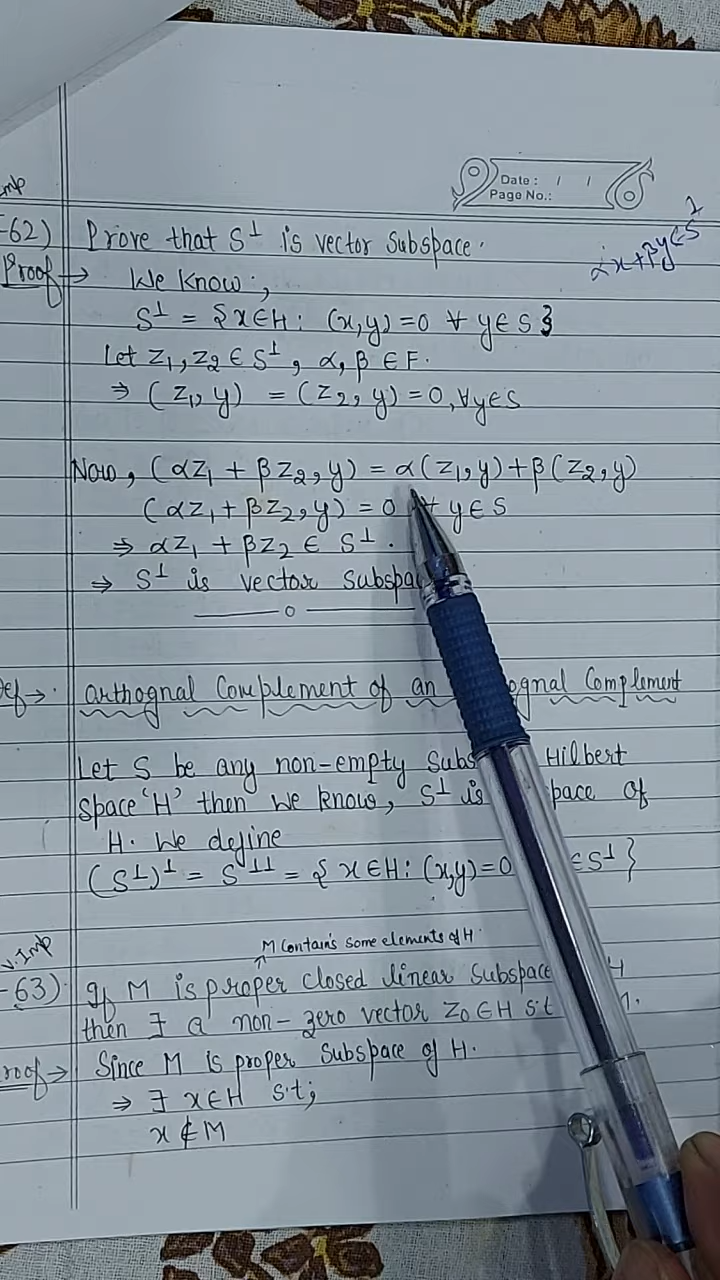 Imp
Date : / /
Page No.:
-62) Prove that S⊥ is vector subspace.
αx+βy∈S⊥
Proof → We know:,
S⊥ = {x∈H: (x,y)=0 ∀ y∈S}
Let z₁, z₂ ∈ S⊥, α, β ∈ F.
⇒ (z₁, y) = (z₂, y) = 0, ∀y∈S
Now, (αz₁ + βz₂, y) = α(z₁, y) + β(z₂, y)
(αz₁ + βz₂, y) = 0 ∀ y∈S
⇒ αz₁ + βz₂ ∈ S⊥.
⇒ S⊥ is vector subspa
Def → . Orthognal Complement of an ognal Complement
Let S be any non-empty Subs Hilbert
space 'H' then we know, S⊥ is pace of
H. We define
(S⊥)⊥ = S⊥⊥ = { x∈H: (x,y)=0 ∈S⊥}
M contains some elements of H.
V.Imp
-63) If M is proper closed linear subspace H
then ∃ a non-zero vector z₀ ∈ H s.t
Proof → Since M is proper subspace of H.
⇒ ∃ x∈H s.t;
x ∉ M